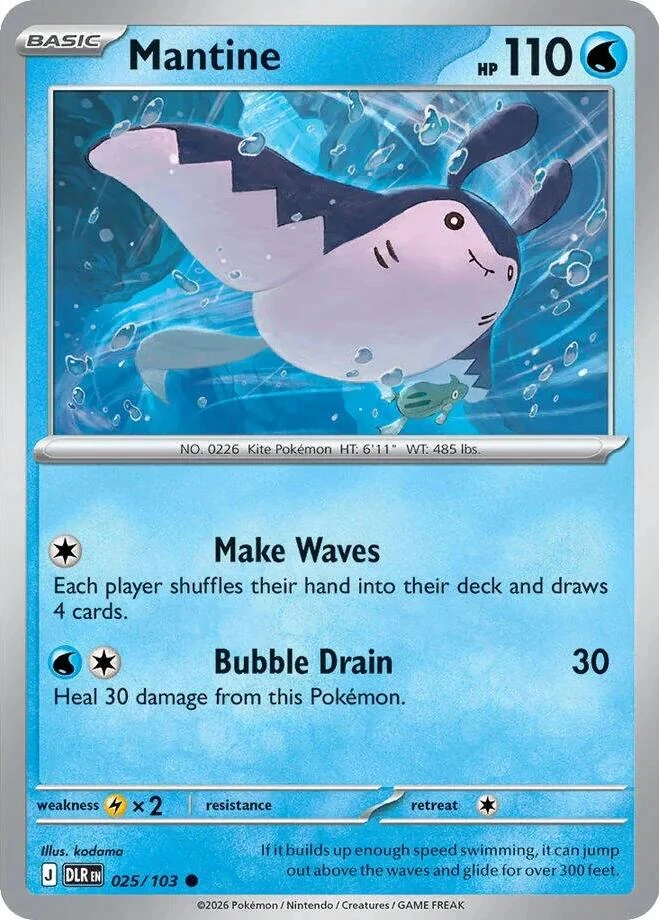 BASIC
Mantine
HP 110
NO. 0226 Kite Pokémon HT: 6'11" WT: 485 lbs.
Make Waves
Each player shuffles their hand into their deck and draws
4 cards.
Bubble Drain 30
Heal 30 damage from this Pokémon.
weakness ×2 resistance retreat
Illus. kodama
If it builds up enough speed swimming, it can jump
out above the waves and glide for over 300 feet.
J DLR EN 025/103
©2026 Pokémon / Nintendo / Creatures / GAME FREAK